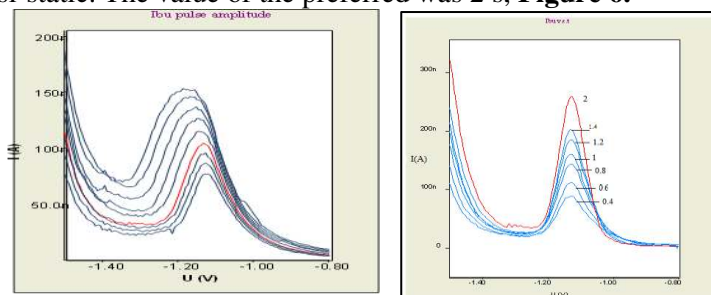 or static. The value of the preferred was 2 s, Figure 6.
Ibu pulse amplitude
200n
150n
100n
50.0n
I(A)
-1.40
-1.20
-1.00
-0.80
U (V)
300n
200n
100n
0
I(A)
2
1.4
1.2
1
0.8
0.6
0.4
-1.40
-1.20
-1.00
-0.80